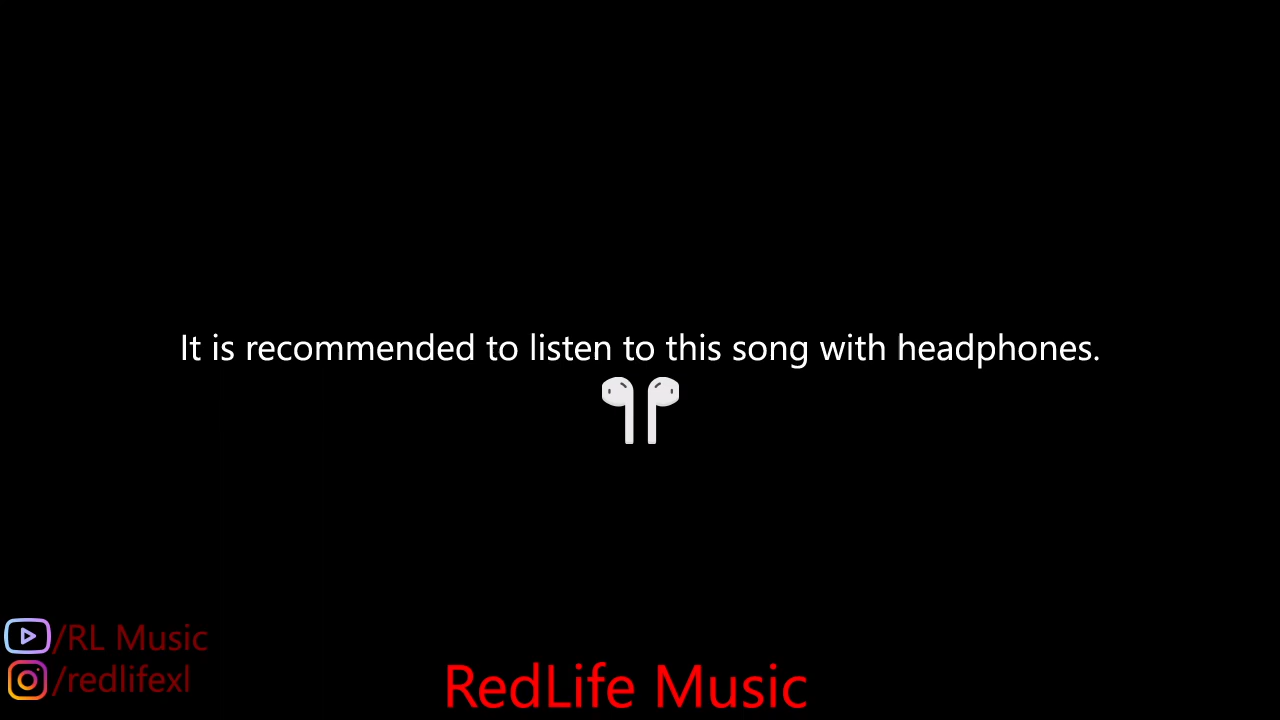 It is recommended to listen to this song with headphones.
/RL Music
/redlifexl
RedLife Music